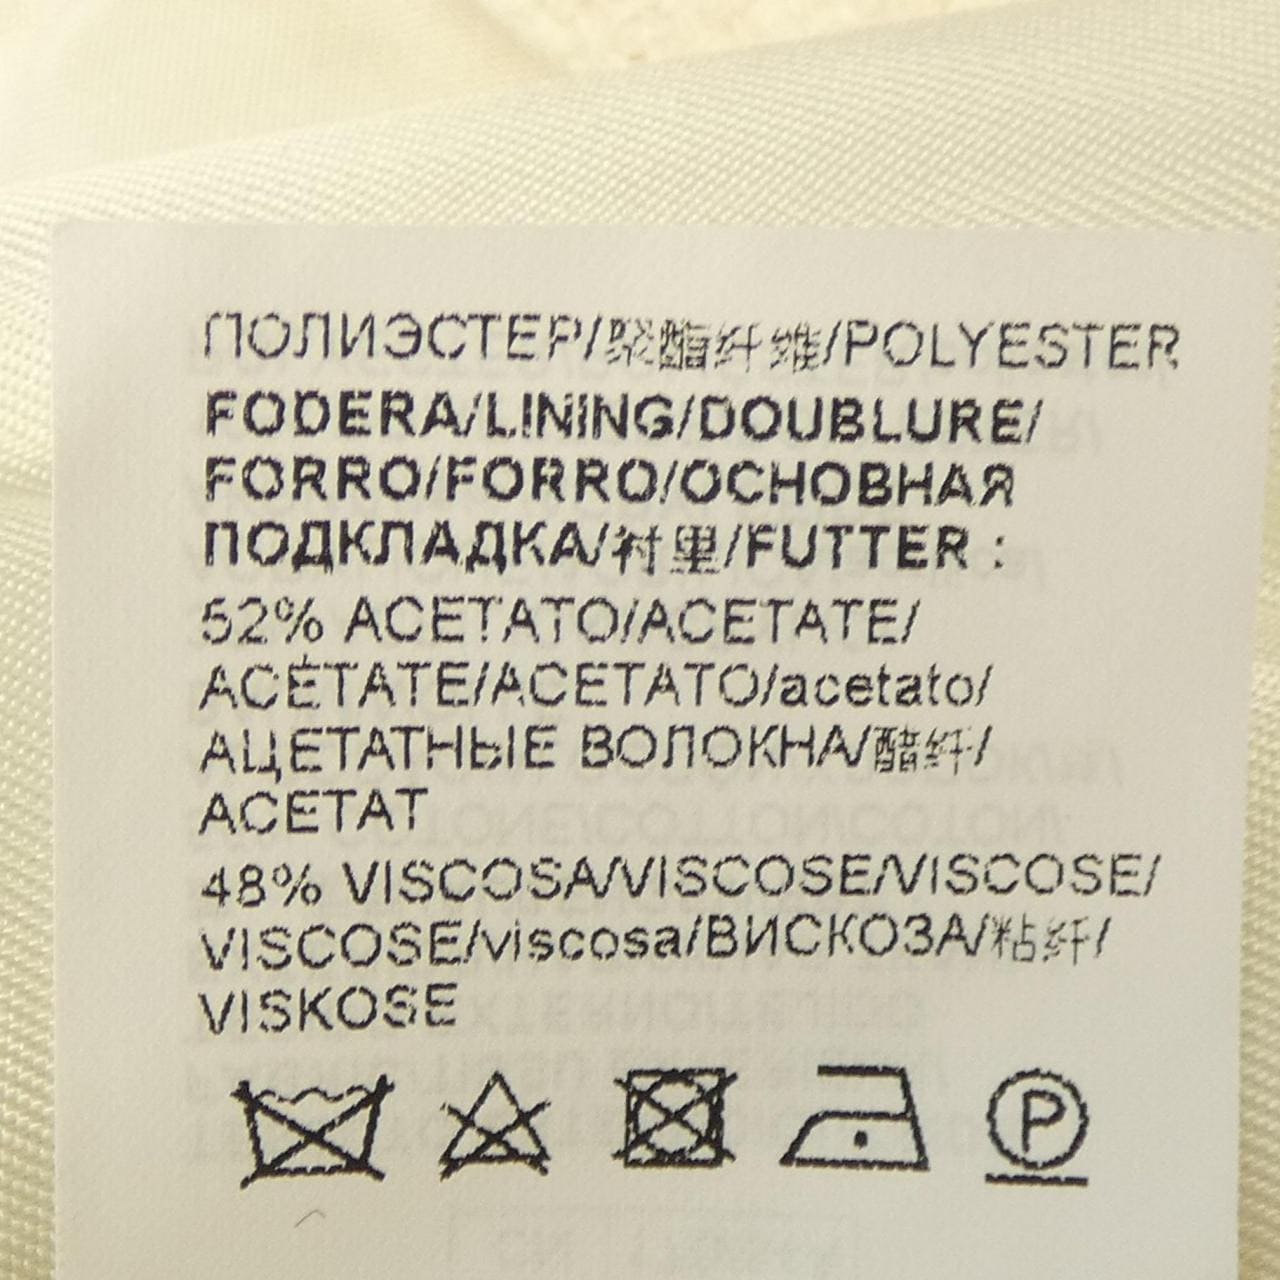 ПОЛИЭСТЕР/聚酯纤维/POLYESTER
FODERA/LINING/DOUBLURE/
FORRO/FORRO/ОСНОВНАЯ
ПОДКЛАДКА/衬里/FUTTER :
52% ACETATO/ACETATE/
ACÉTATE/ACETATO/acetato/
АЦЕТАТНЫЕ ВОЛОКНА/醋纤/
ACETAT
48% VISCOSA/VISCOSE/VISCOSE/
VISCOSE/viscosa/ВИСКОЗА/粘纤/
VISKOSE
P